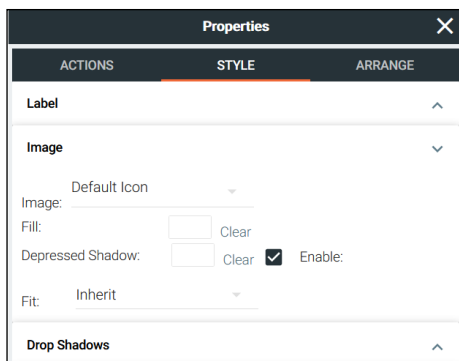 Properties
ACTIONS STYLE ARRANGE
Label
Image
Image: Default Icon
Fill: Clear
Depressed Shadow: Clear Enable:
Fit: Inherit
Drop Shadows